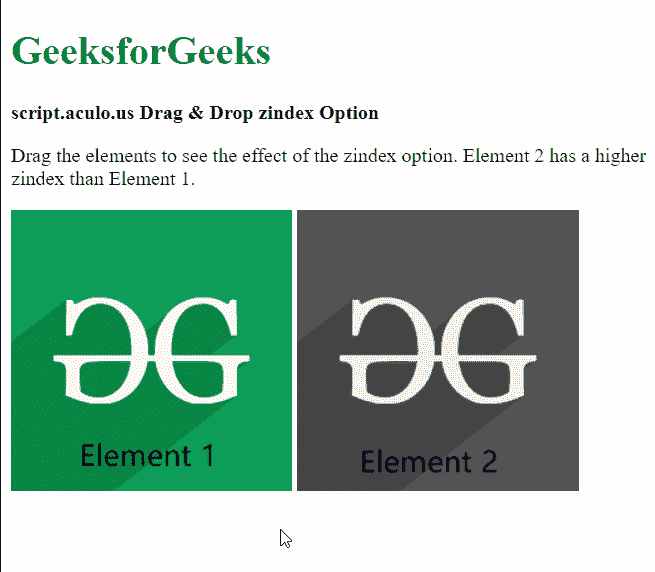 GeeksforGeeks
script.aculo.us Drag & Drop zindex Option
Drag the elements to see the effect of the zindex option. Element 2 has a higher
zindex than Element 1.
Element 1
Element 2